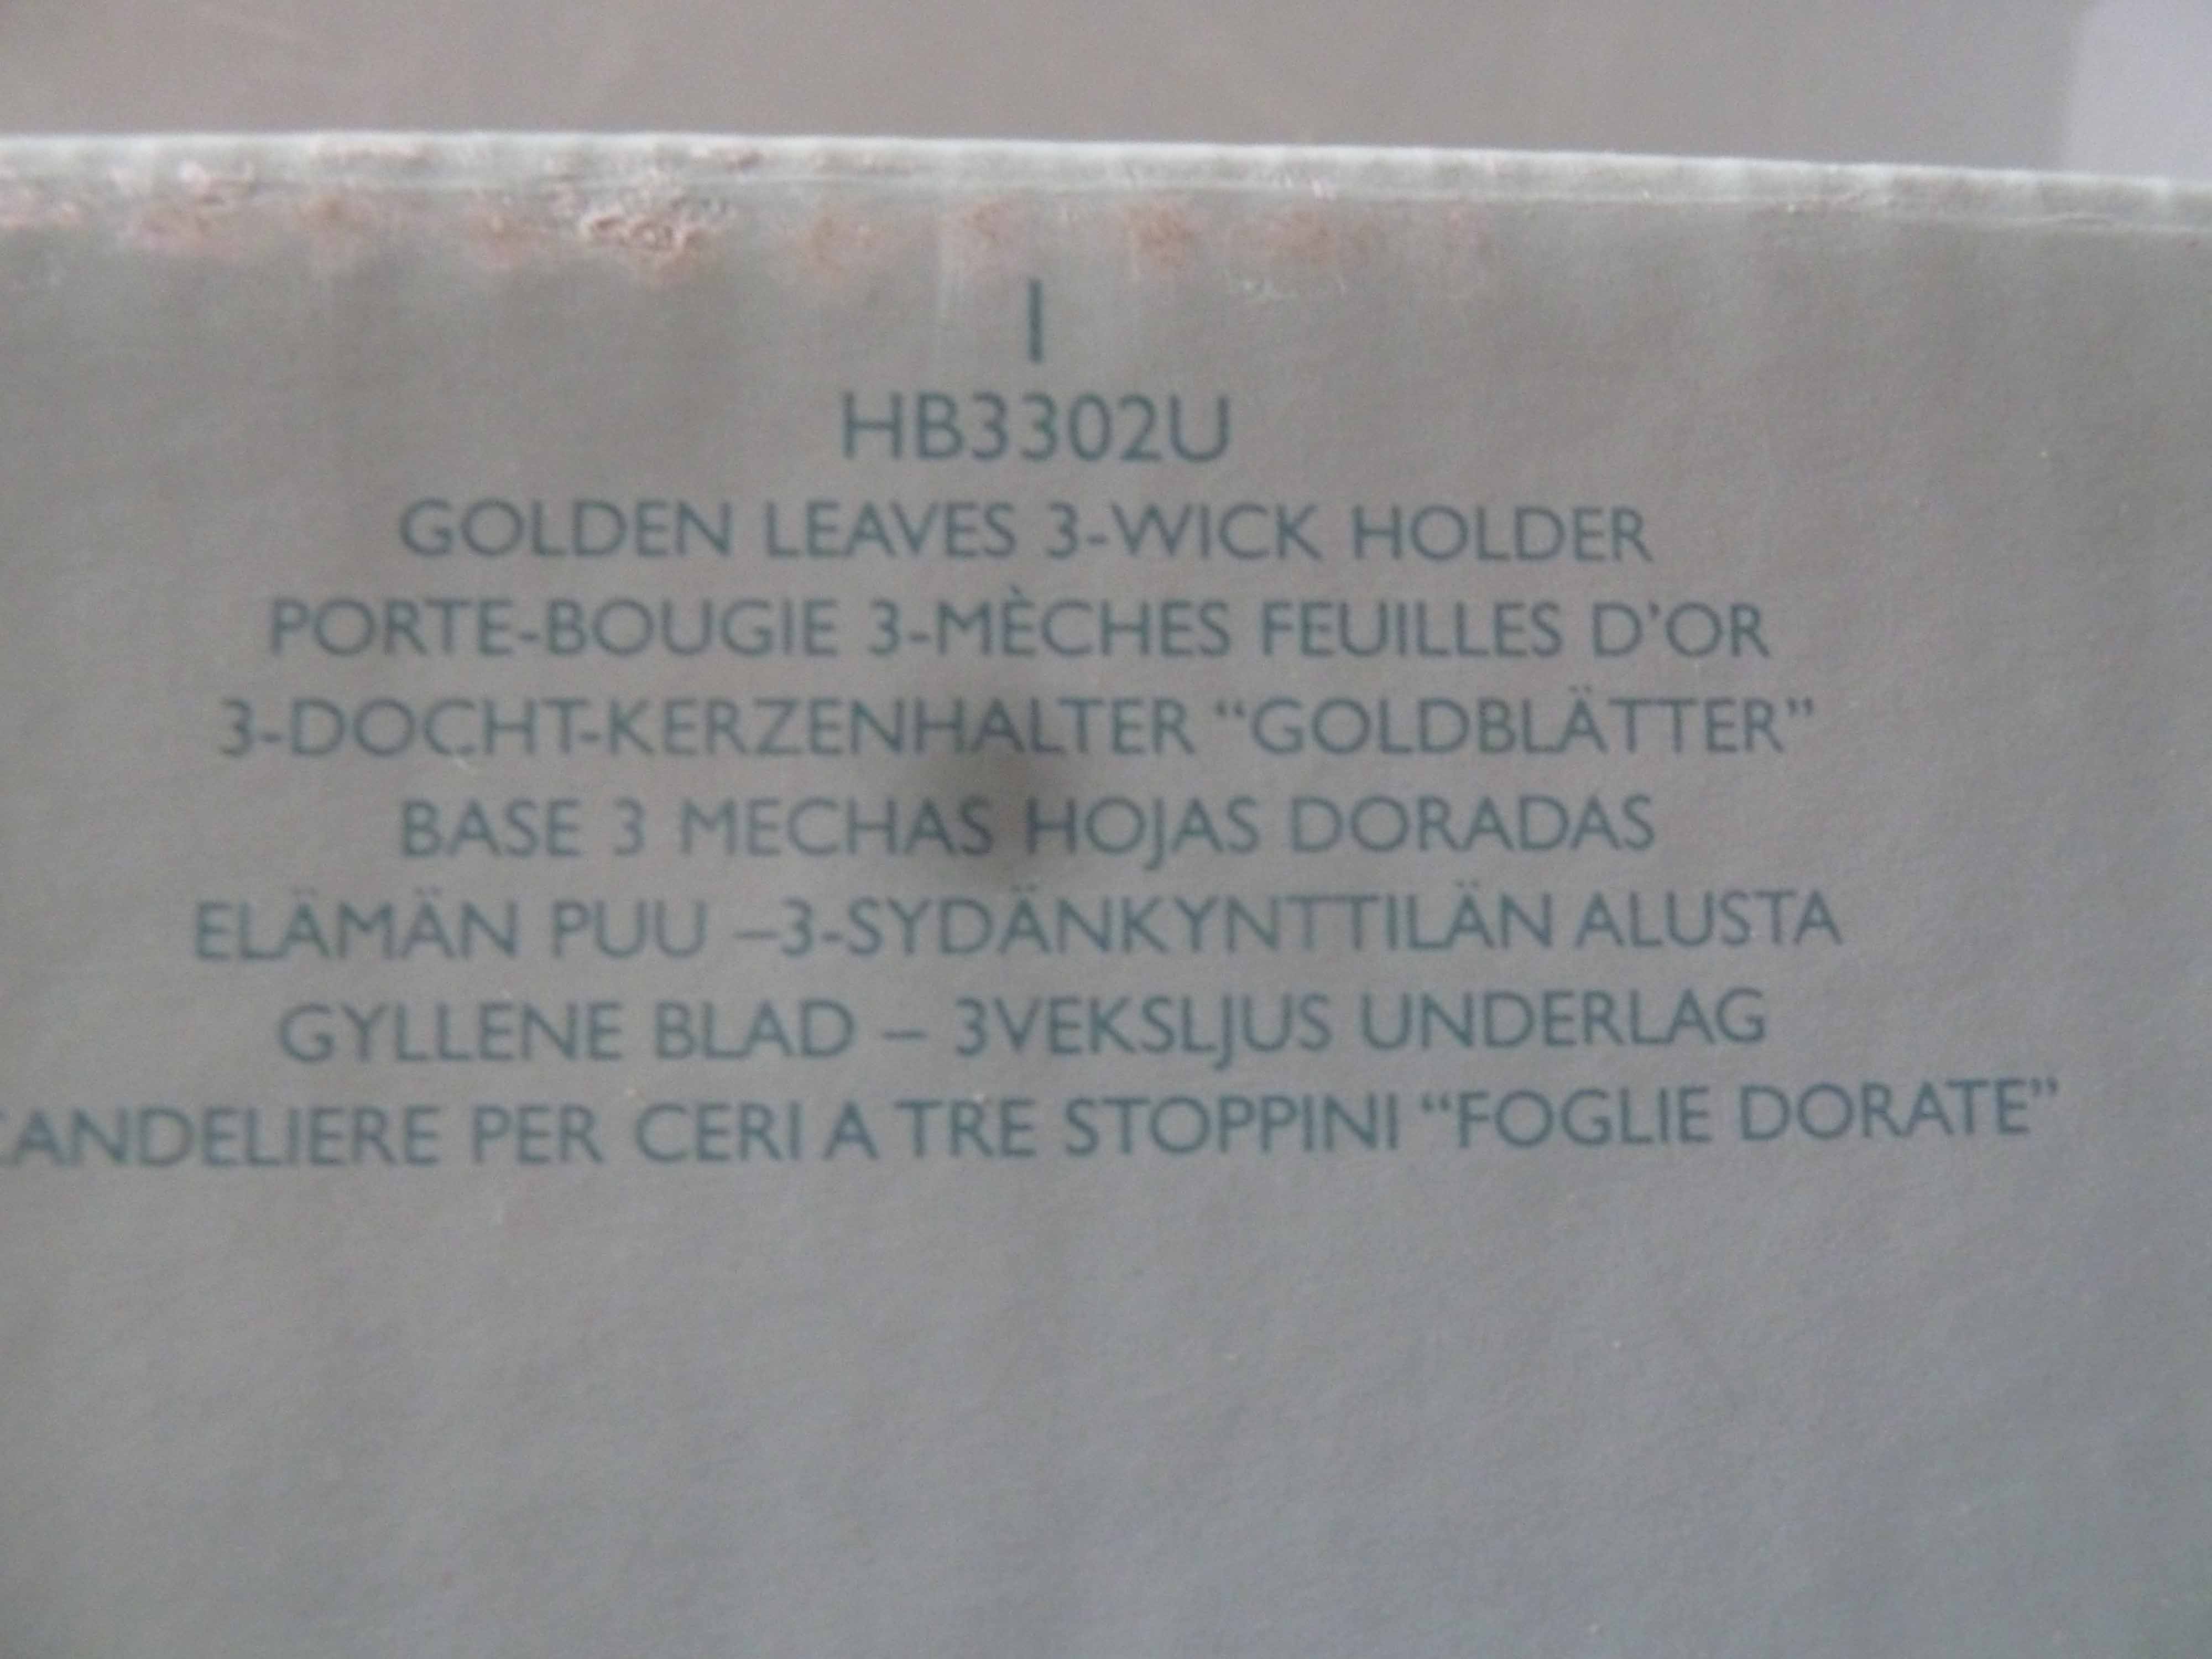 1
HB3302U
GOLDEN LEAVES 3-WICK HOLDER
PORTE-BOUGIE 3-MÈCHES FEUILLES D'OR
3-DOCHT-KERZENHALTER “GOLDBLÄTTER”
BASE 3 MECHAS HOJAS DORADAS
ELÄMÄN PUU –3-SYDÄNKYNTTILÄN ALUSTA
GYLLENE BLAD – 3VEKSLJUS UNDERLAG
CANDELIERE PER CERI A TRE STOPPINI “FOGLIE DORATE”